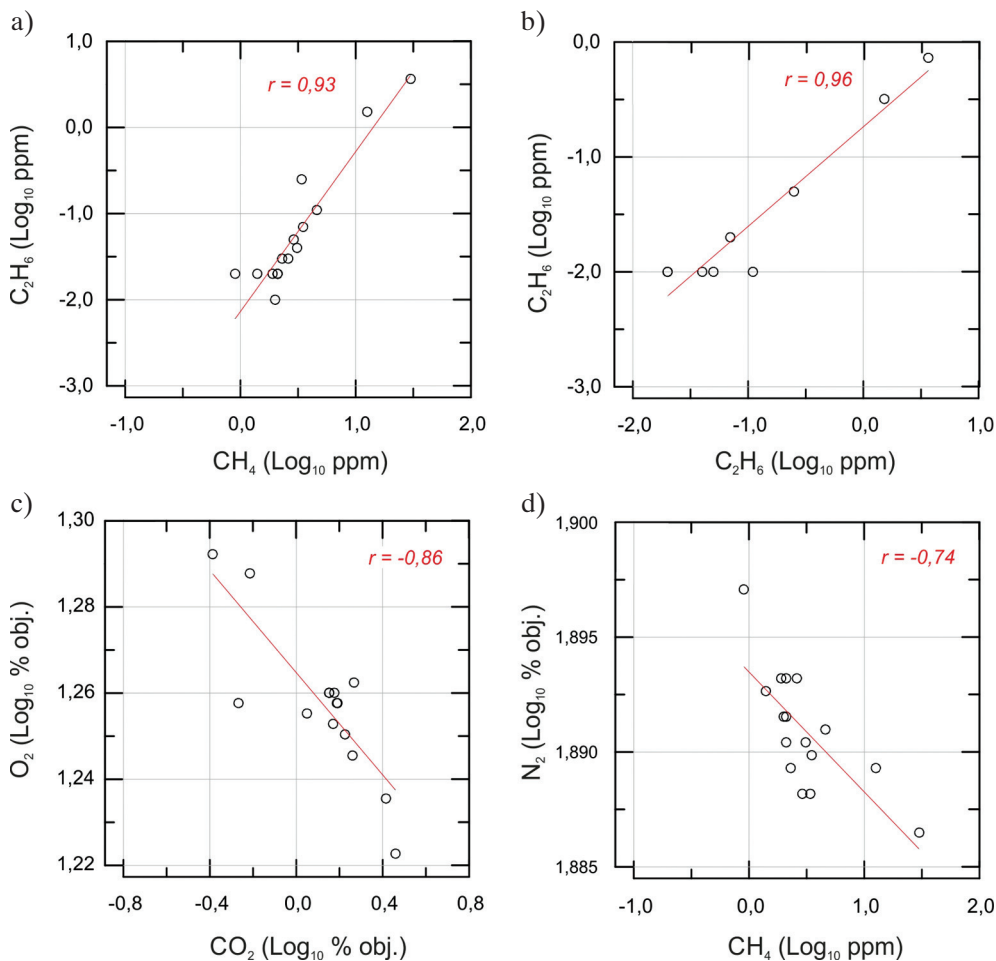 a)
1,0
0,0
-1,0
-2,0
-3,0
r = 0,93
C₂H₆ (Log₁₀ ppm)
-1,0 0,0 1,0 2,0
CH₄ (Log₁₀ ppm)
b)
0,0
-1,0
-2,0
-3,0
r = 0,96
C₂H₆ (Log₁₀ ppm)
-2,0 -1,0 0,0 1,0
C₂H₆ (Log₁₀ ppm)
c)
1,30
1,28
1,26
1,24
1,22
r = -0,86
O₂ (Log₁₀ % obj.)
-0,8 -0,4 0,0 0,4 0,8
CO₂ (Log₁₀ % obj.)
d)
1,900
1,895
1,890
1,885
r = -0,74
N₂ (Log₁₀ % obj.)
-1,0 0,0 1,0 2,0
CH₄ (Log₁₀ ppm)